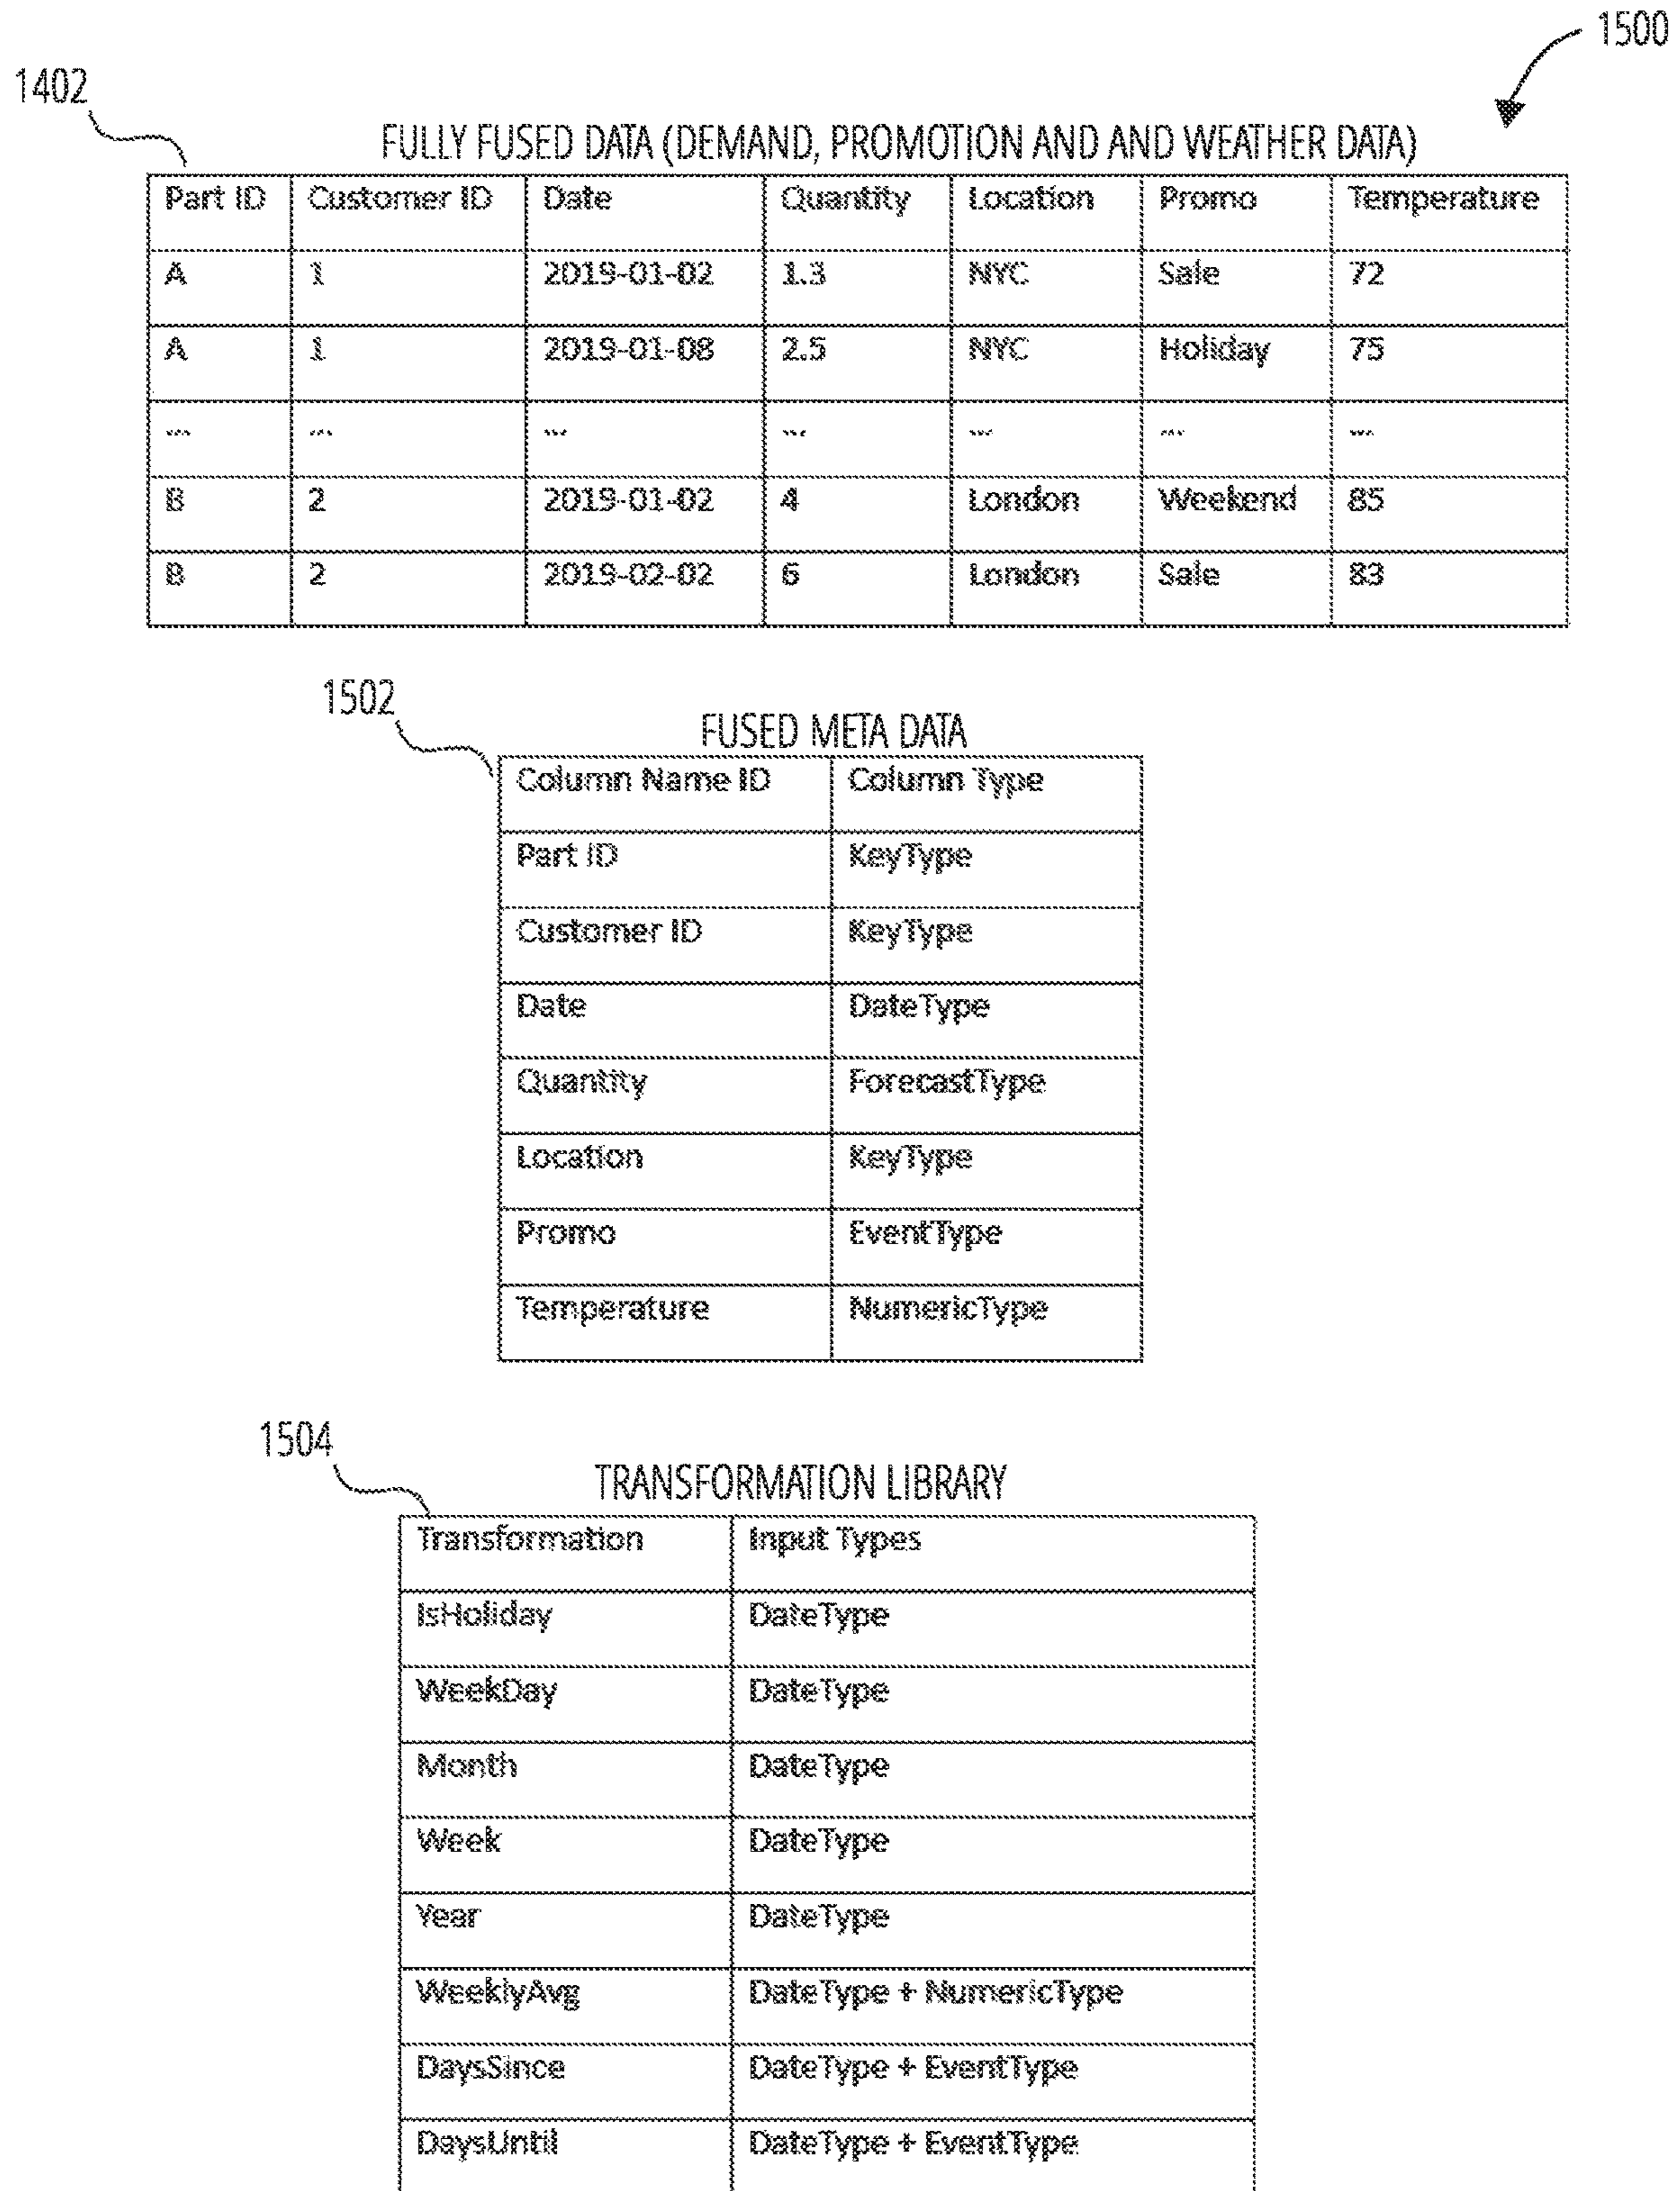 1500
1402
FULLY FUSED DATA (DEMAND, PROMOTION AND AND WEATHER DATA)
Part ID Customer ID Date Quantity Location Promo Temperature
A 1 2019-01-02 1.3 NYC Sale 72
A 1 2019-01-08 2.5 NYC Holiday 75
... ... ... ... ... ... ...
B 2 2019-01-02 4 London Weekend 85
B 2 2019-02-02 6 London Sale 83
1502
FUSED META DATA
Column Name ID Column Type
Part ID KeyType
Customer ID KeyType
Date DateType
Quantity ForecastType
Location KeyType
Promo EventType
Temperature NumericType
1504
TRANSFORMATION LIBRARY
Transformation Input Types
IsHoliday DateType
WeekDay DateType
Month DateType
Week DateType
Year DateType
WeeklyAvg DateType + NumericType
DaysSince DateType + EventType
DaysUntil DateType + EventType